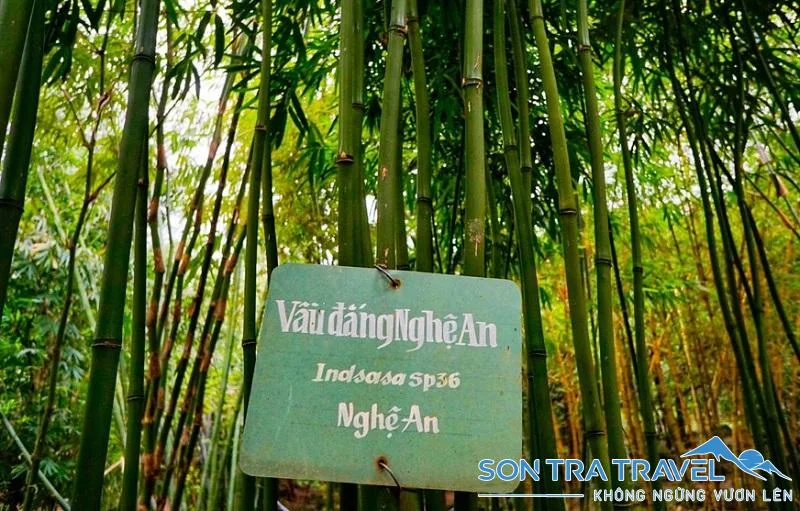 Vầu đắng Nghệ An
Indsasa sp36
Nghệ An
SON TRA TRAVEL
KHÔNG NGỪNG VƯƠN LÊN